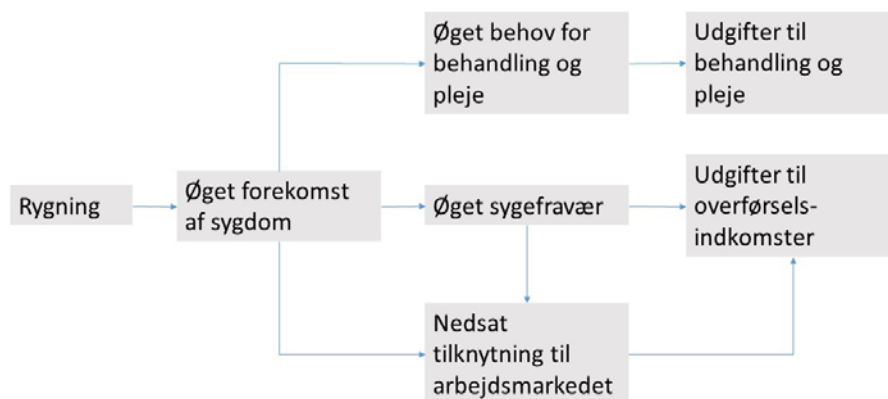 Rygning
Øget forekomst
af sygdom
Øget behov for
behandling og
pleje
Udgifter til
behandling og
pleje
Øget sygefravær
Udgifter til
overførsels-
indkomster
Nedsat
tilknytning til
arbejdsmarkedet